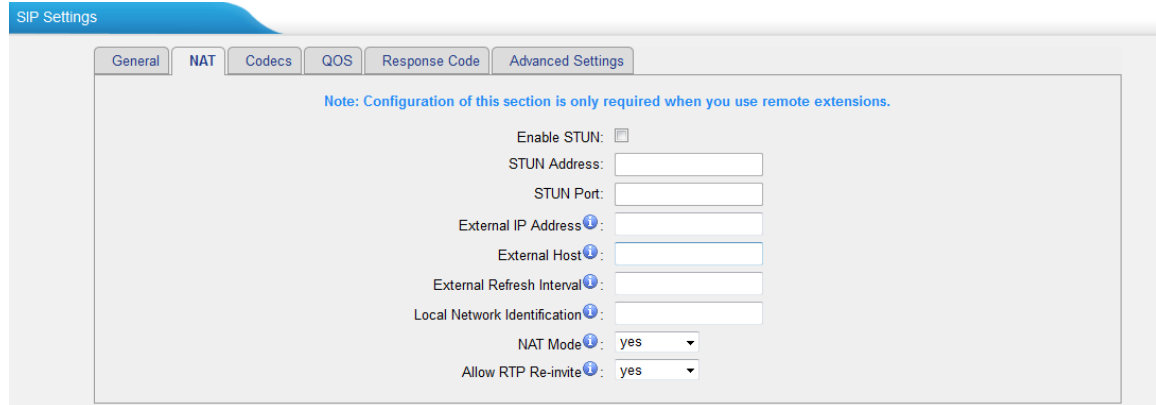 SIP Settings
General NAT Codecs QOS Response Code Advanced Settings
Note: Configuration of this section is only required when you use remote extensions.
Enable STUN:
STUN Address:
STUN Port:
External IP Address :
External Host :
External Refresh Interval :
Local Network Identification :
NAT Mode : yes
Allow RTP Re-invite : yes